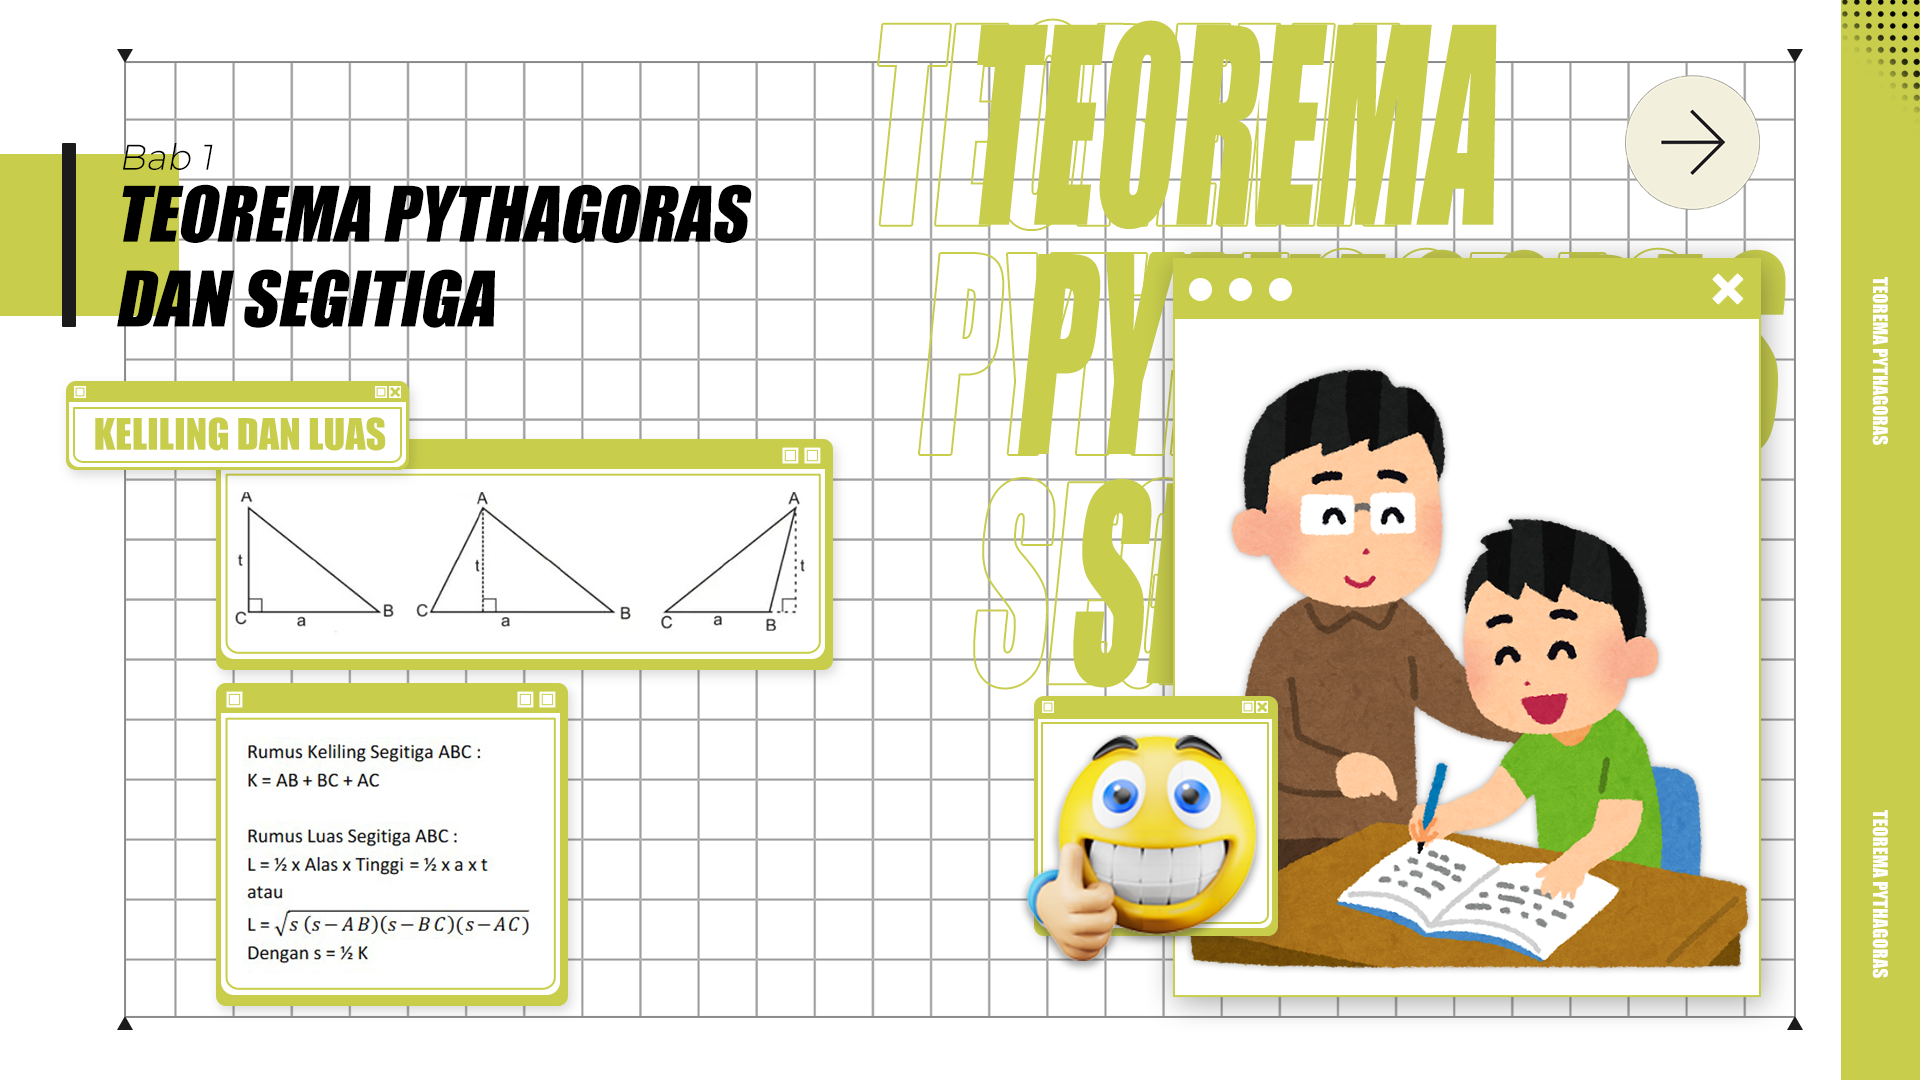 Bab 1
TEOREMA PYTHAGORAS
DAN SEGITIGA
TEOREMA
PY
S
KELILING DAN LUAS
A
t
C
a
B
A
t
C
a
B
A
t
C
a
B
Rumus Keliling Segitiga ABC :
K = AB + BC + AC
Rumus Luas Segitiga ABC :
L = ½ x Alas x Tinggi = ½ x a x t
atau
L = √s (s − AB)(s − BC)(s − AC)
Dengan s = ½ K
TEOREMA PYTHAGORAS
TEOREMA PYTHAGORAS